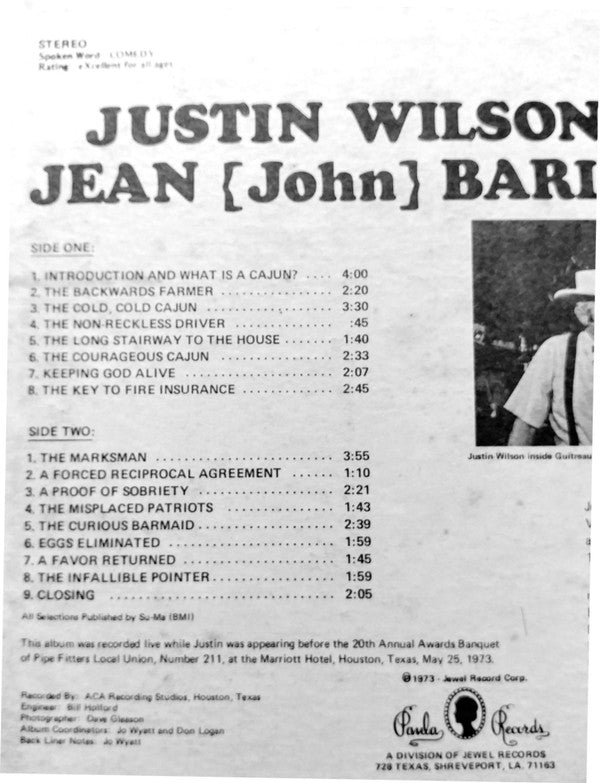 STEREO
Spoken Word COMEDY
Rating: eXcellent for all ages
JUSTIN WILSON
JEAN [John] BARI
SIDE ONE:
1. INTRODUCTION AND WHAT IS A CAJUN? .... 4:00
2. THE BACKWARDS FARMER ............... 2:20
3. THE COLD, COLD CAJUN ................. 3:30
4. THE NON-RECKLESS DRIVER ............. :45
5. THE LONG STAIRWAY TO THE HOUSE ....... 1:40
6. THE COURAGEOUS CAJUN ............... 2:33
7. KEEPING GOD ALIVE .................... 2:07
8. THE KEY TO FIRE INSURANCE ............. 2:45
SIDE TWO:
1. THE MARKSMAN ........................ 3:55
2. A FORCED RECIPROCAL AGREEMENT ...... 1:10
3. A PROOF OF SOBRIETY .................. 2:21
4. THE MISPLACED PATRIOTS ............... 1:43
5. THE CURIOUS BARMAID .................. 2:39
6. EGGS ELIMINATED ...................... 1:59
7. A FAVOR RETURNED .................... 1:45
8. THE INFALLIBLE POINTER ................ 1:59
9. CLOSING .............................. 2:05
Justin Wilson inside Guitreau
All Selections Published by Su-Ma (BMI)
This album was recorded live while Justin was appearing before the 20th Annual Awards Banquet
of Pipe Fitters Local Union, Number 211, at the Marriott Hotel, Houston, Texas, May 25, 1973.
℗1973 - Jewel Record Corp.
Recorded By: ACA Recording Studios, Houston, Texas
Engineer: Bill Holford
Photographer: Dave Gleason
Album Coordinators: Jo Wyatt and Don Logan
Back Liner Notes: Jo Wyatt
Paula Records
A DIVISION OF JEWEL RECORDS
728 TEXAS, SHREVEPORT, LA. 71163